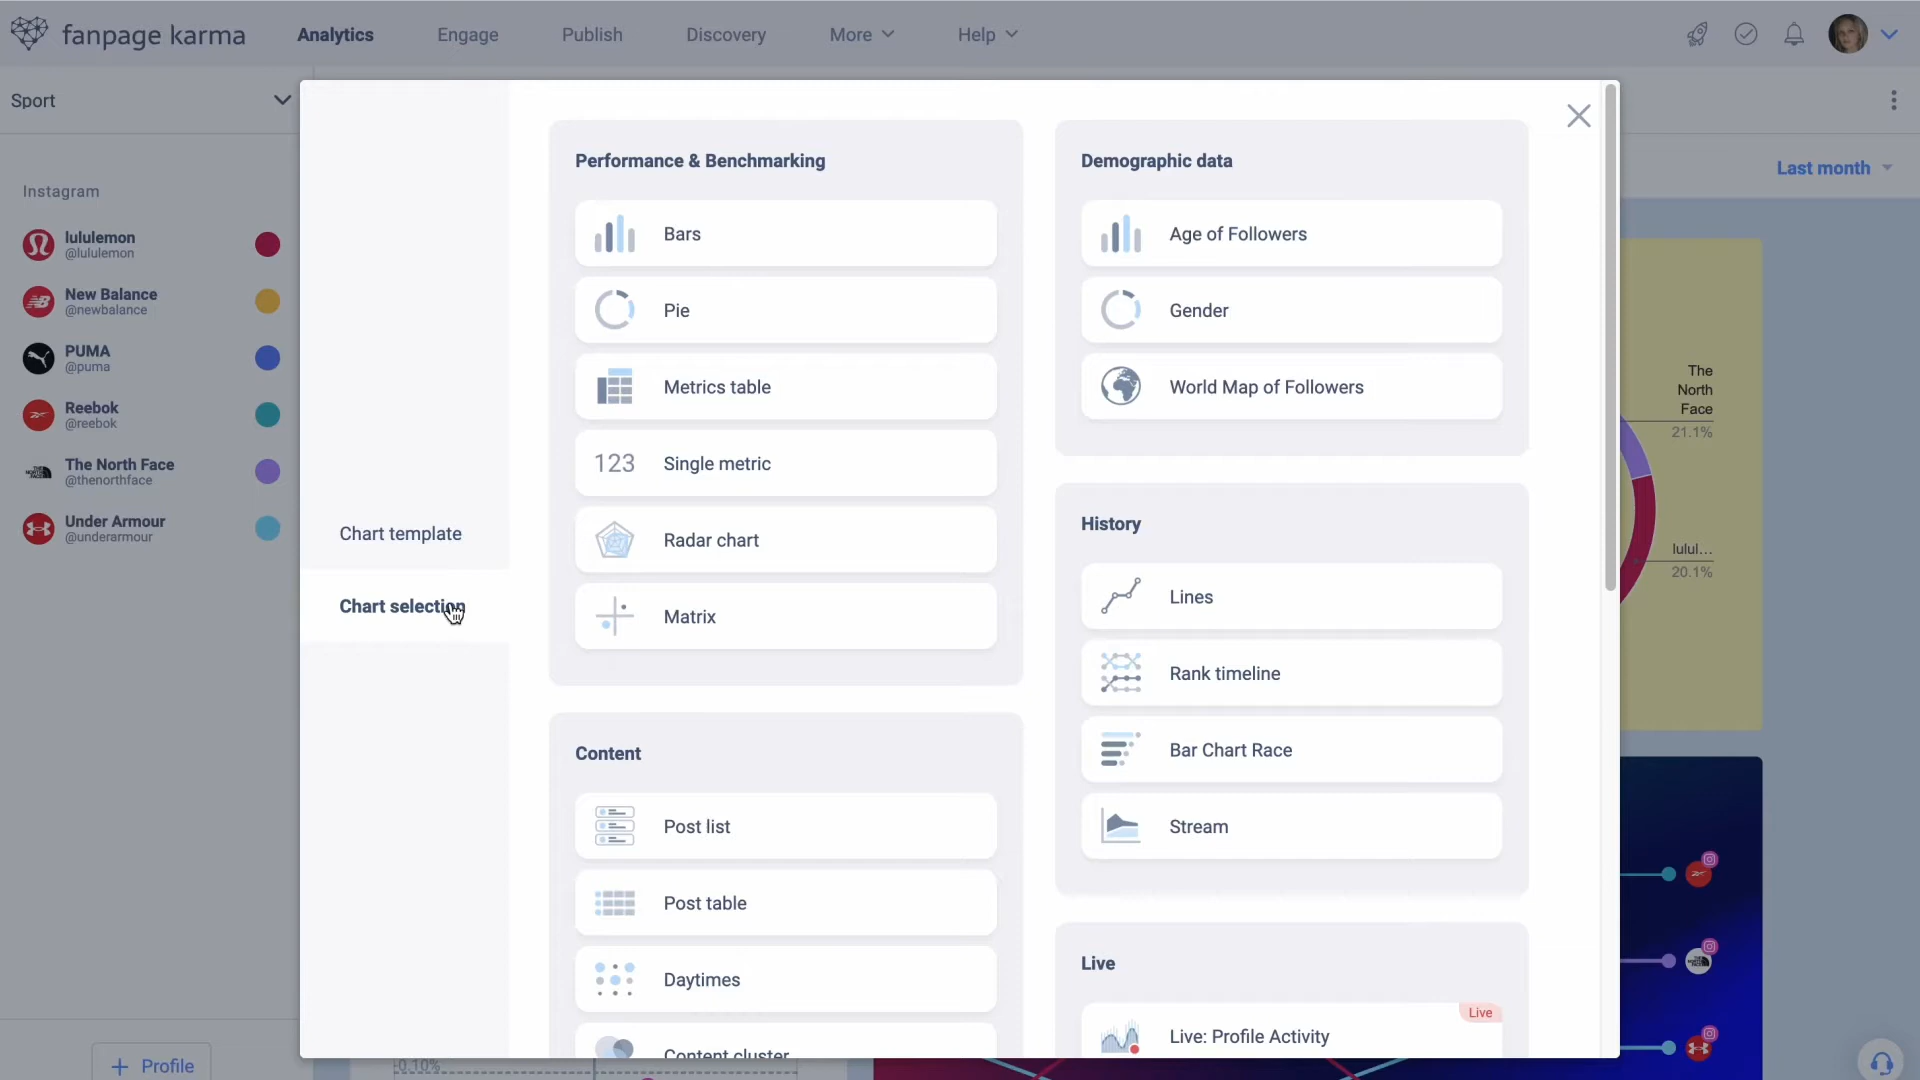 fanpage karma
Analytics
Engage
Publish
Discovery
More
Help
Sport
Last month
Instagram
lululemon
@lululemon
New Balance
@newbalance
PUMA
@puma
Reebok
@reebok
The North Face
@thenorthface
Under Armour
@underarmour
+ Profile
Chart template
Chart selection
Performance & Benchmarking
Bars
Pie
Metrics table
123 Single metric
Radar chart
Matrix
Content
Post list
Post table
Daytimes
Content cluster
Demographic data
Age of Followers
Gender
World Map of Followers
History
Lines
Rank timeline
Bar Chart Race
Stream
Live
Live
Live: Profile Activity
The
North
Face
21.1%
lulul...
20.1%
-0.10%